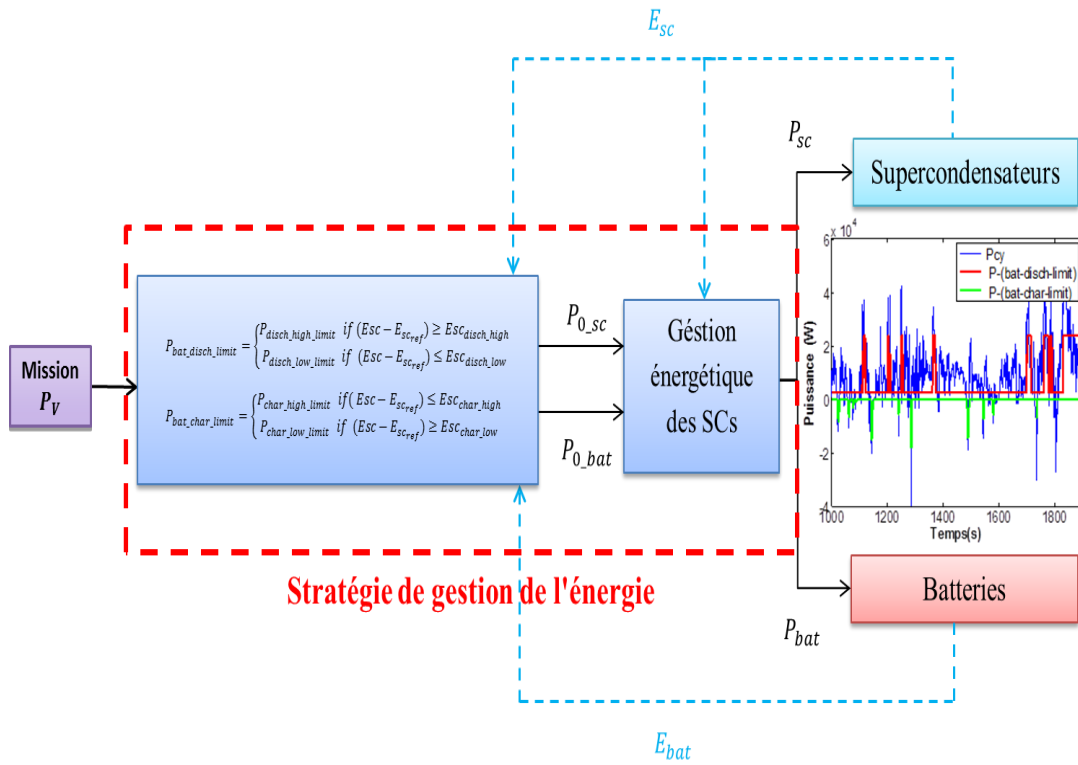 E_sc
P_sc
Supercondensateurs
Mission
P_V
P_bat_disch_limit = {P_disch_high_limit if (Esc − E_sc_ref) ≥ Esc_disch_high
P_disch_low_limit if (Esc − E_sc_ref) ≤ Esc_disch_low
P_bat_char_limit = {P_char_high_limit if(Esc − E_sc_ref) ≤ Esc_char_high
P_char_low_limit if (Esc − E_sc_ref) ≥ Esc_char_low
P_0_sc
P_0_bat
Géstion
énergétique
des SCs
x 10^4
6
4
2
0
-2
-4
Puissance (W)
Pcy
P-(bat-disch-limit)
P-(bat-char-limit)
1000 1200 1400 1600 1800
Temps(s)
Stratégie de gestion de l'énergie
Batteries
P_bat
E_bat